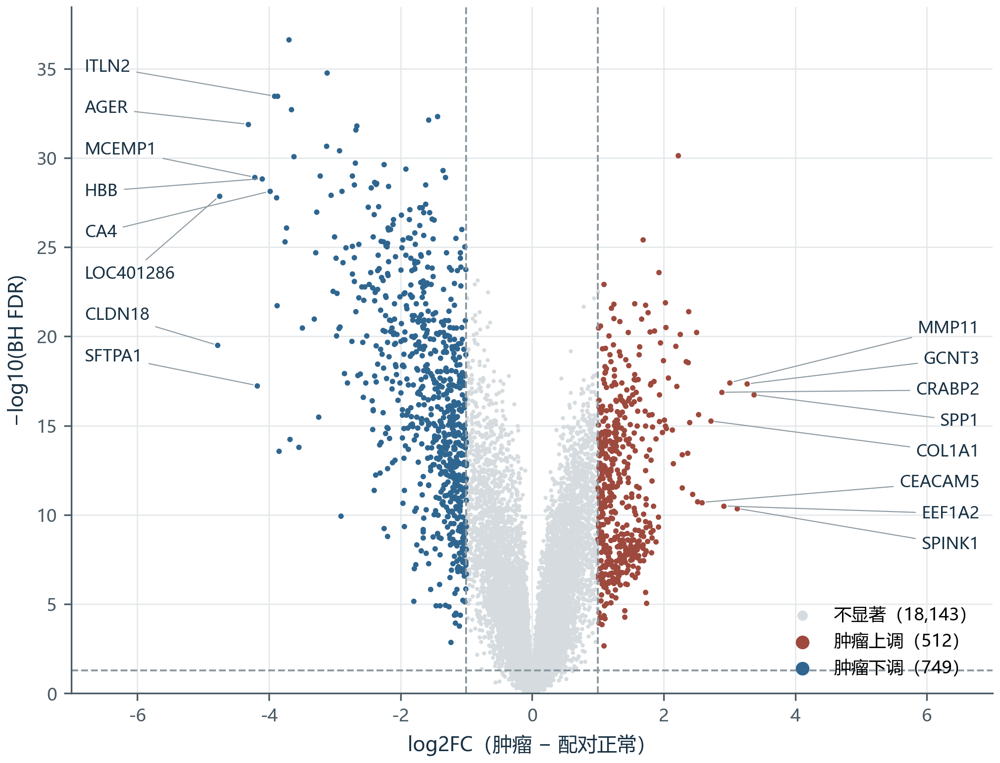 ITLN2
AGER
MCEMP1
HBB
CA4
LOC401286
CLDN18
SFTPA1
MMP11
GCNT3
CRABP2
SPP1
COL1A1
CEACAM5
EEF1A2
SPINK1
不显著（18,143）
肿瘤上调（512）
肿瘤下调（749）
35
30
25
20
15
10
5
0
-6 -4 -2 0 2 4 6
−log10(BH FDR)
log2FC（肿瘤 − 配对正常）